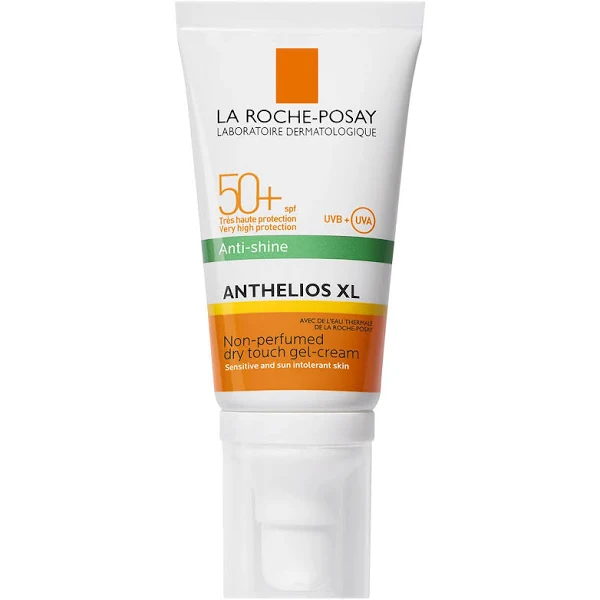 LA ROCHE-POSAY
LABORATOIRE DERMATOLOGIQUE
50+ spf
Très haute protection
Very high protection
UVB + UVA
Anti-shine
ANTHELIOS XL
AVEC DE L'EAU THERMALE
DE LA ROCHE-POSAY
Non-perfumed
dry touch gel-cream
Sensitive and sun intolerant skin